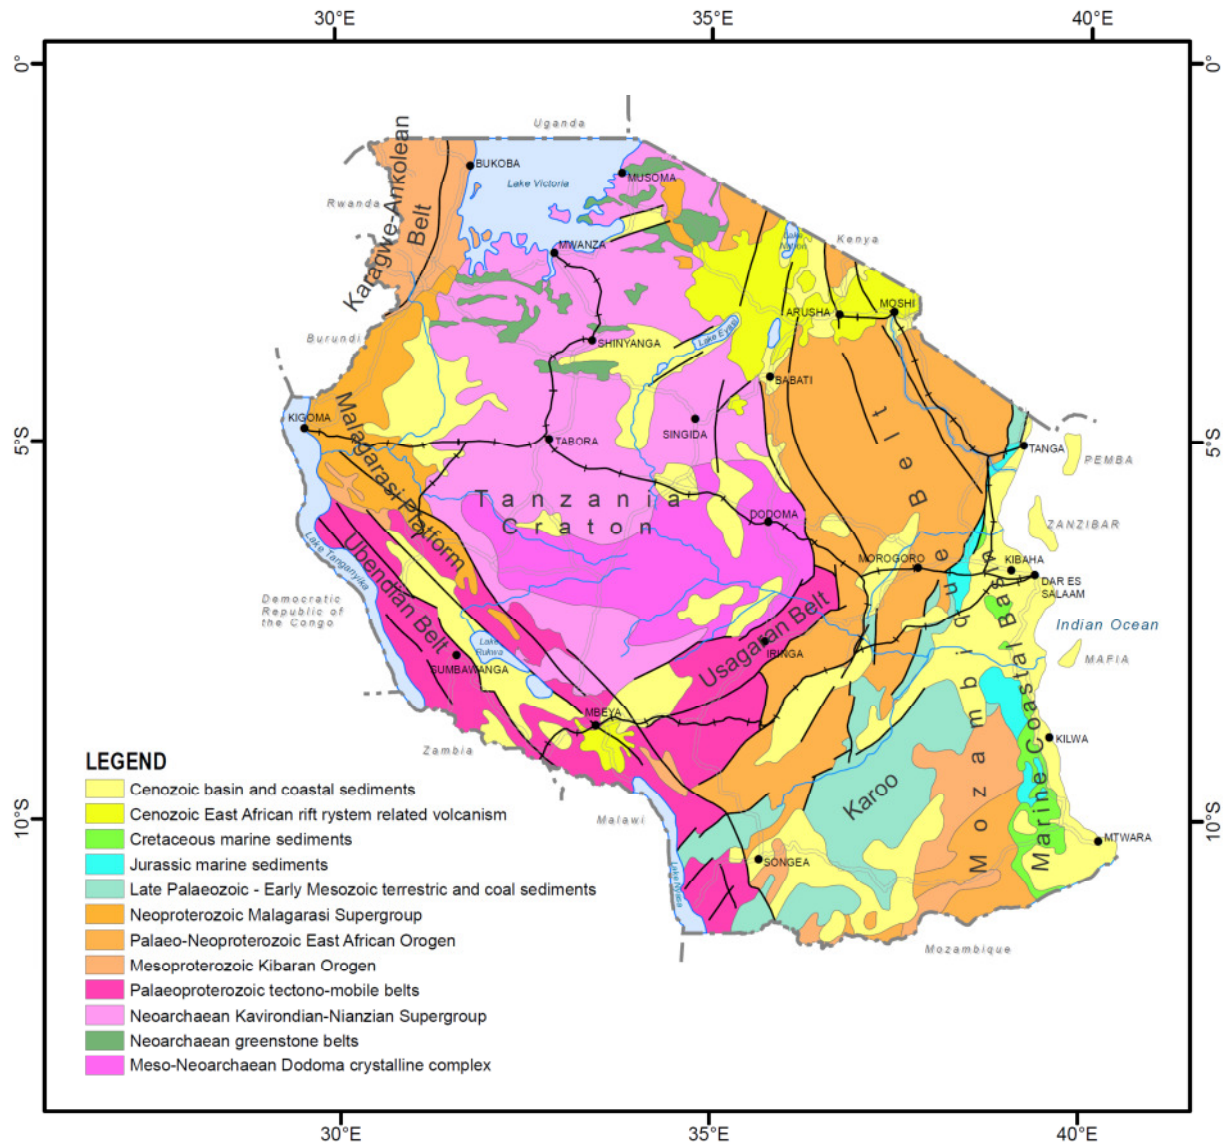 30°E 35°E 40°E
0° 0°
Uganda
BUKOBA
Lake Victoria
MUSOMA
Rwanda
Karagwe-Ankolean
Belt
MWANZA
Lake
Natron
Kenya
ARUSHA
MOSHI
Burundi
SHINYANGA
Lake Eyasi
BABATI
KIGOMA
Malagarasi Platform
TABORA
SINGIDA
5°S 5°S
TANGA
PEMBA
Tanzania
Craton
DODOMA
ZANZIBAR
Lake Tanganyika
Ubendian Belt
MOROGORO
KIBAHA
DAR ES
SALAAM
Democratic
Republic of
the Congo
Usagaran Belt
IRINGA
Indian Ocean
Lake
Rukwa
SUMBAWANGA
MAFIA
Mozambique Belt
Marine Coastal Basin
MBEYA
KILWA
Zambia
Karoo
Malawi
10°S 10°S
MTWARA
SONGEA
Lake Nyasa
Mozambique
LEGEND
Cenozoic basin and coastal sediments
Cenozoic East African rift rystem related volcanism
Cretaceous marine sediments
Jurassic marine sediments
Late Palaeozoic - Early Mesozoic terrestric and coal sediments
Neoproterozoic Malagarasi Supergroup
Palaeo-Neoproterozoic East African Orogen
Mesoproterozoic Kibaran Orogen
Palaeoproterozoic tectono-mobile belts
Neoarchaean Kavirondian-Nianzian Supergroup
Neoarchaean greenstone belts
Meso-Neoarchaean Dodoma crystalline complex
30°E 35°E 40°E